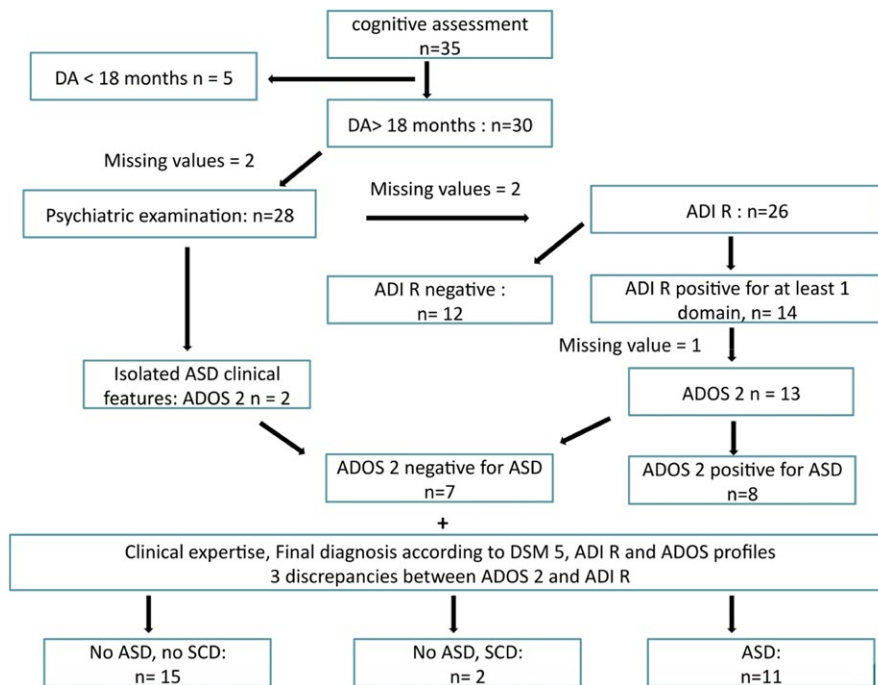 cognitive assessment
n=35
DA < 18 months n = 5
DA> 18 months : n=30
Missing values = 2
Missing values = 2
Psychiatric examination: n=28
ADI R : n=26
ADI R negative :
n= 12
ADI R positive for at least 1
domain, n= 14
Missing value = 1
Isolated ASD clinical
features: ADOS 2 n = 2
ADOS 2 n = 13
ADOS 2 negative for ASD
n=7
ADOS 2 positive for ASD
n=8
+
Clinical expertise, Final diagnosis according to DSM 5, ADI R and ADOS profiles
3 discrepancies between ADOS 2 and ADI R
No ASD, no SCD:
n= 15
No ASD, SCD:
n= 2
ASD:
n=11